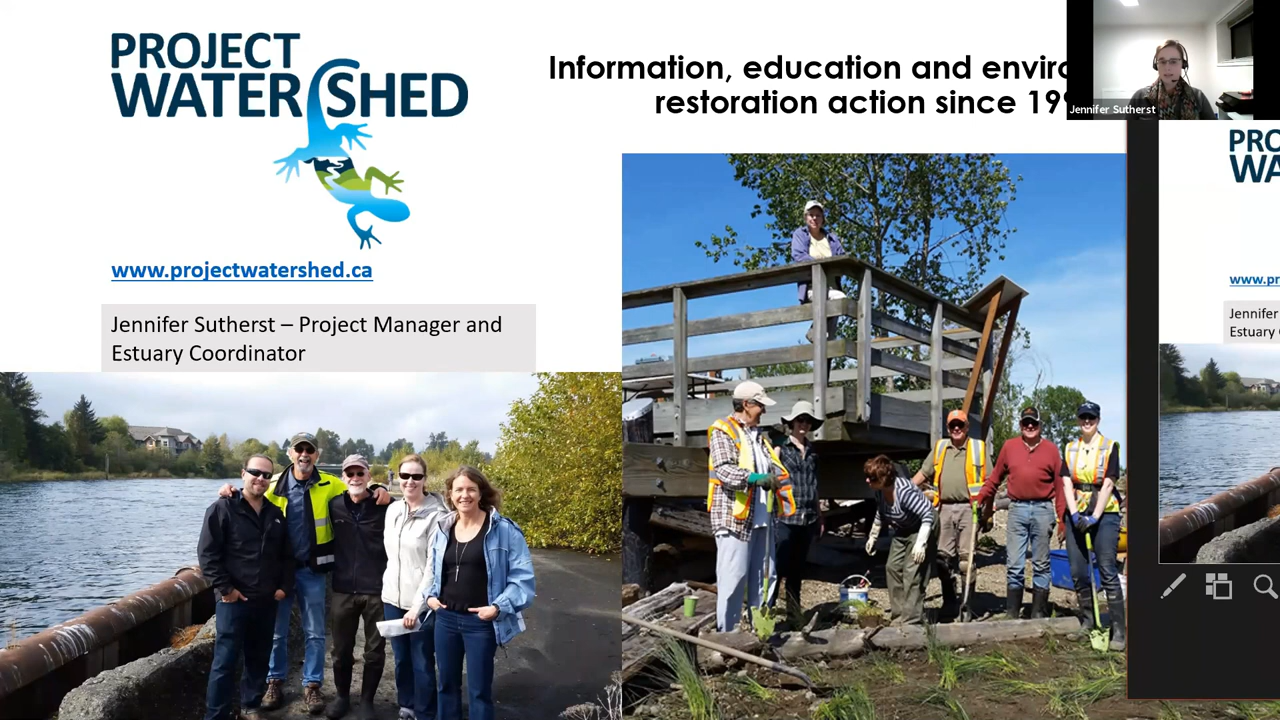 PROJECT
WATERSHED
Information, education and enviro
restoration action since 19
Jennifer Sutherst
PRO
WA
www.projectwatershed.ca
www.pr
Jennifer Sutherst – Project Manager and
Estuary Coordinator
Jennifer
Estuary